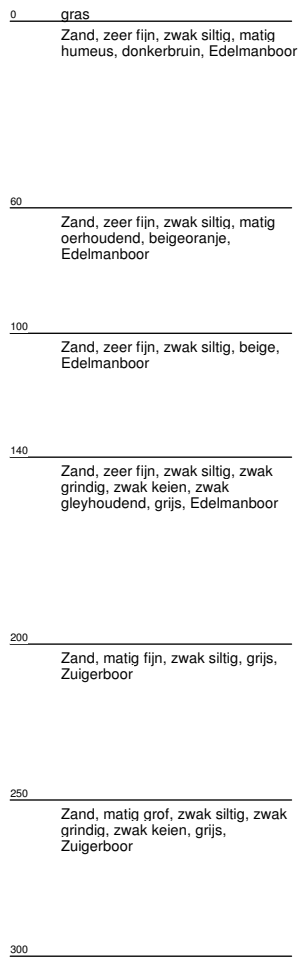 0 gras
Zand, zeer fijn, zwak siltig, matig
humeus, donkerbruin, Edelmanboor
60
Zand, zeer fijn, zwak siltig, matig
oerhoudend, beigeoranje,
Edelmanboor
100
Zand, zeer fijn, zwak siltig, beige,
Edelmanboor
140
Zand, zeer fijn, zwak siltig, zwak
grindig, zwak keien, zwak
gleyhoudend, grijs, Edelmanboor
200
Zand, matig fijn, zwak siltig, grijs,
Zuigerboor
250
Zand, matig grof, zwak siltig, zwak
grindig, zwak keien, grijs,
Zuigerboor
300